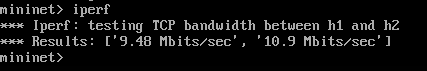 mininet> iperf
*** Iperf: testing TCP bandwidth between h1 and h2
*** Results: ['9.48 Mbits/sec', '10.9 Mbits/sec']
mininet>